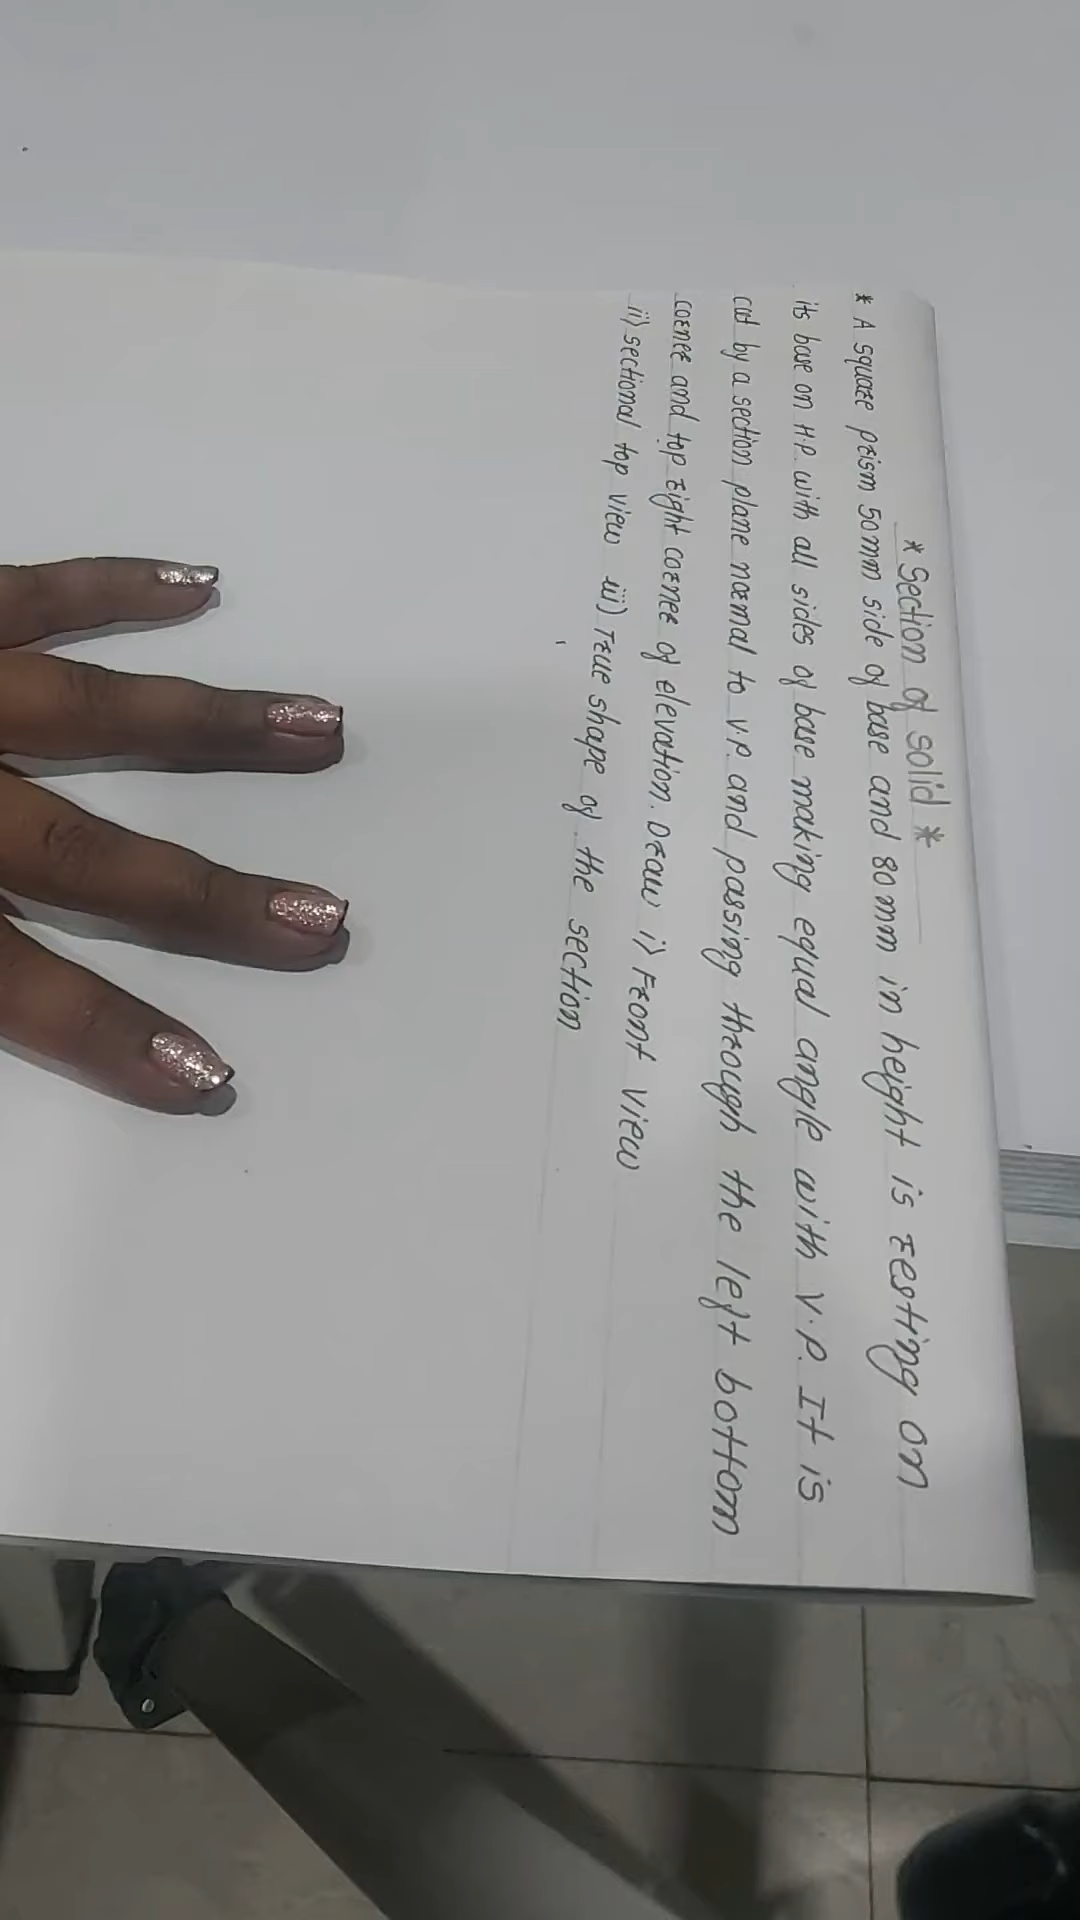 * Section of solid *
* A square prism 50mm side of base and 80mm in height is resting on
its base on H.P. with all sides of base making equal angle with V.P. It is
cut by a section plane normal to V.P. and passing through the left bottom
corner and top right corner of elevation. Draw i) Front view
ii) sectional top view iii) True shape of the section